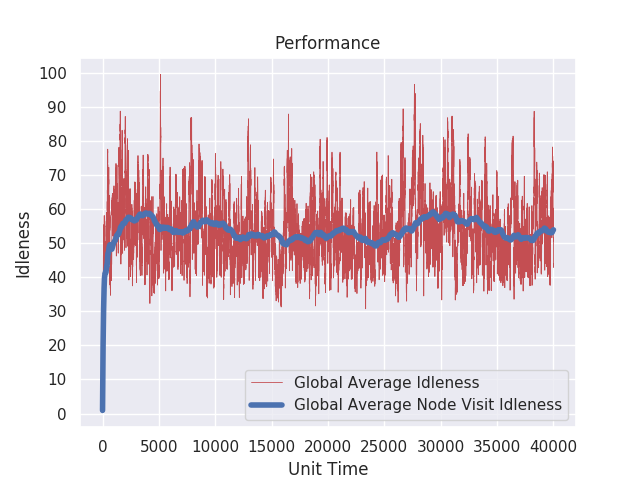 Performance
100
90
80
70
60
50
40
30
20
10
0
Idleness
Global Average Idleness
Global Average Node Visit Idleness
0 5000 10000 15000 20000 25000 30000 35000 40000
Unit Time